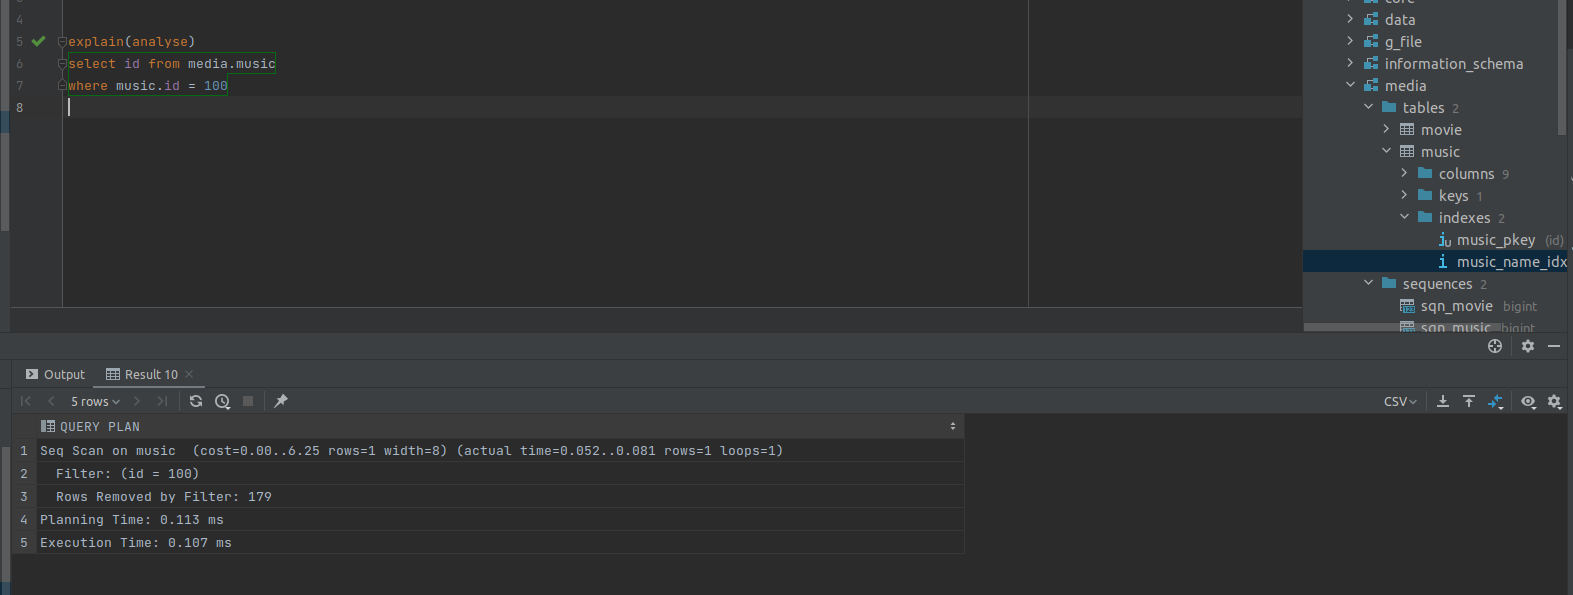 4
5 explain(analyse)
6 select id from media.music
7 where music.id = 100
8
core
data
g_file
information_schema
media
tables 2
movie
music
columns 9
keys 1
indexes 2
music_pkey (id)
music_name_idx
sequences 2
sqn_movie bigint
sqn_music bigint
Output
Result 10
5 rows
CSV
QUERY PLAN
1 Seq Scan on music (cost=0.00..6.25 rows=1 width=8) (actual time=0.052..0.081 rows=1 loops=1)
2 Filter: (id = 100)
3 Rows Removed by Filter: 179
4 Planning Time: 0.113 ms
5 Execution Time: 0.107 ms